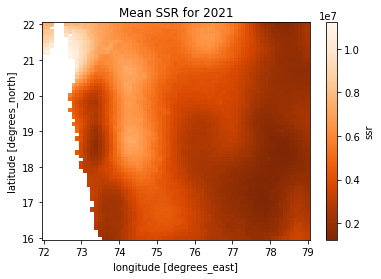 Mean SSR for 2021
1e7
22
21
20
19
18
17
16
latitude [degrees_north]
72 73 74 75 76 77 78 79
longitude [degrees_east]
1.0
0.8
0.6
0.4
0.2
ssr